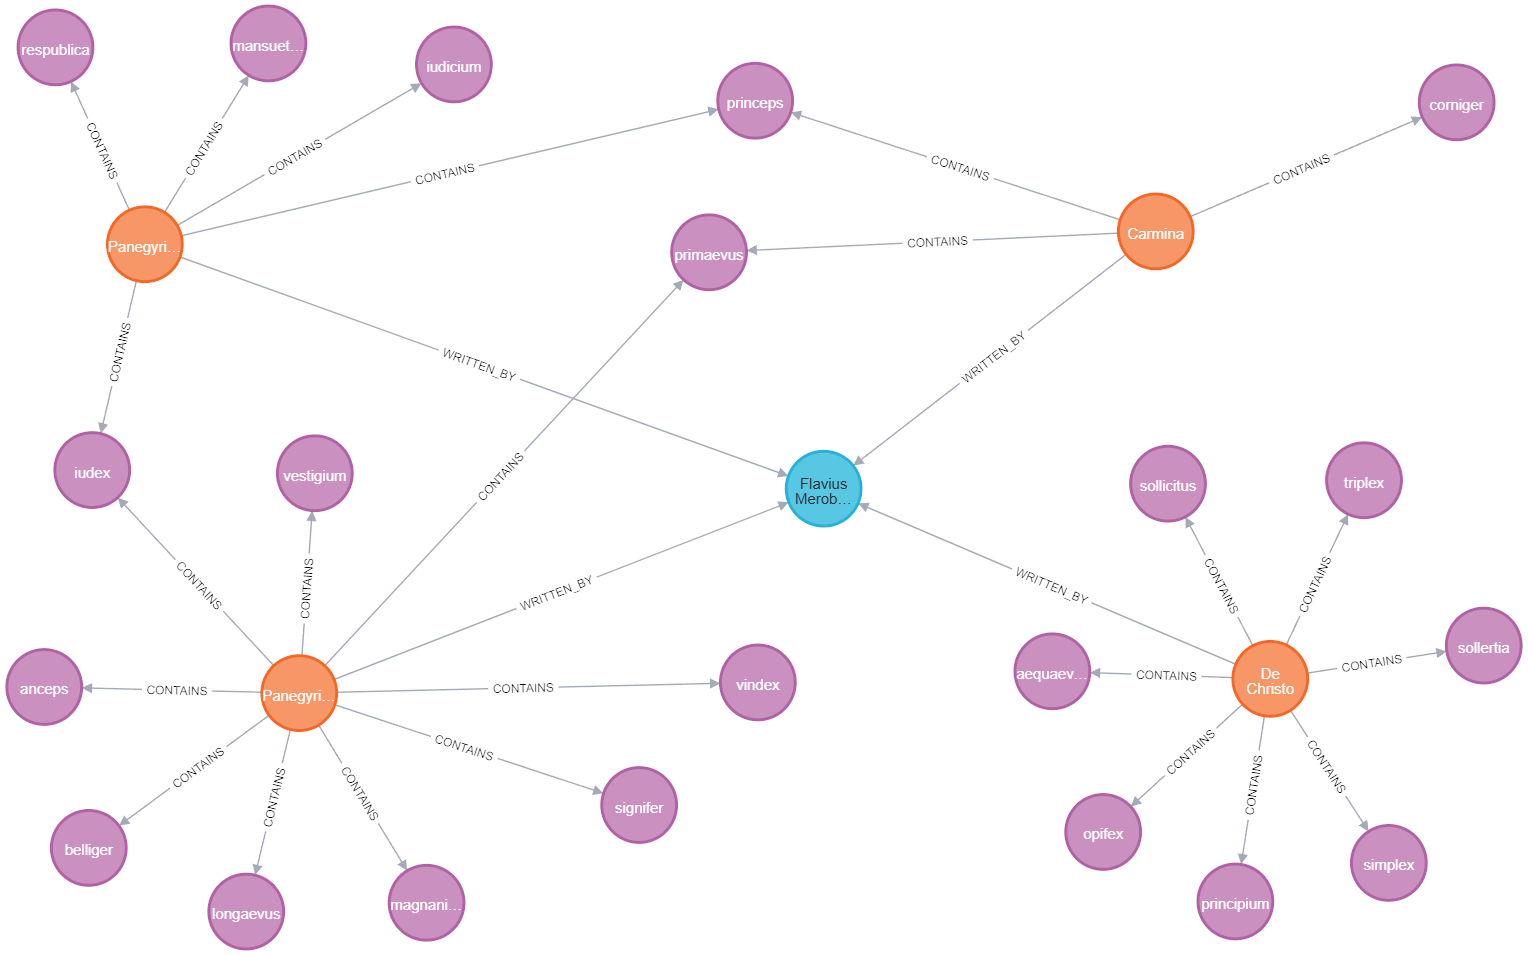 respublica
mansuet...
iudicium
princeps
corniger
CONTAINS
CONTAINS
CONTAINS
CONTAINS
CONTAINS
CONTAINS
Panegyri...
primaevus
CONTAINS
Carmina
CONTAINS
WRITTEN_BY
WRITTEN_BY
iudex
vestigium
CONTAINS
Flavius
Merob...
sollicitus
triplex
CONTAINS
CONTAINS
WRITTEN_BY
WRITTEN_BY
CONTAINS
CONTAINS
anceps
CONTAINS
Panegyri...
CONTAINS
vindex
aequaev...
CONTAINS
De
Christo
CONTAINS
sollertia
CONTAINS
CONTAINS
CONTAINS
CONTAINS
signifer
CONTAINS
CONTAINS
CONTAINS
belliger
longaevus
magnani...
opifex
principium
simplex